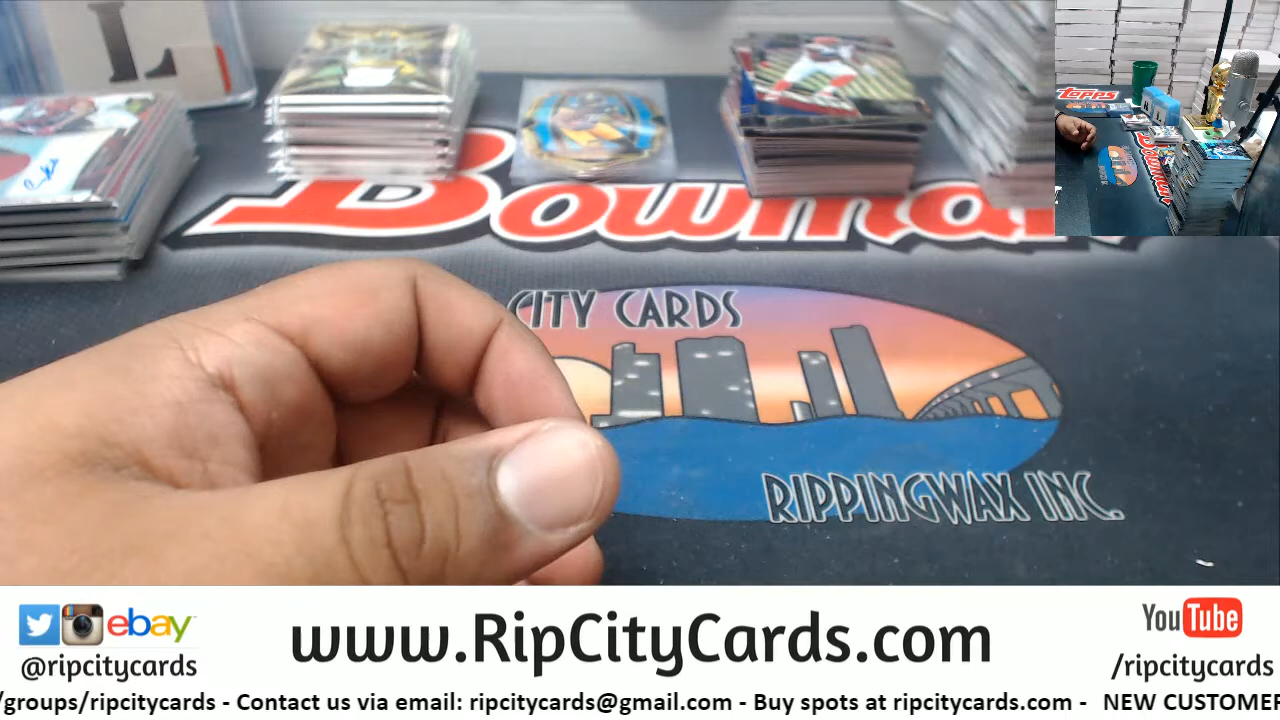 L
Bowma
CITY CARDS
RIPPINGWAX INC.
TOPPS
Bowman
ebay
@ripcitycards
www.RipCityCards.com
YouTube
/ripcitycards
/groups/ripcitycards - Contact us via email: ripcitycards@gmail.com - Buy spots at ripcitycards.com - NEW CUSTOMER